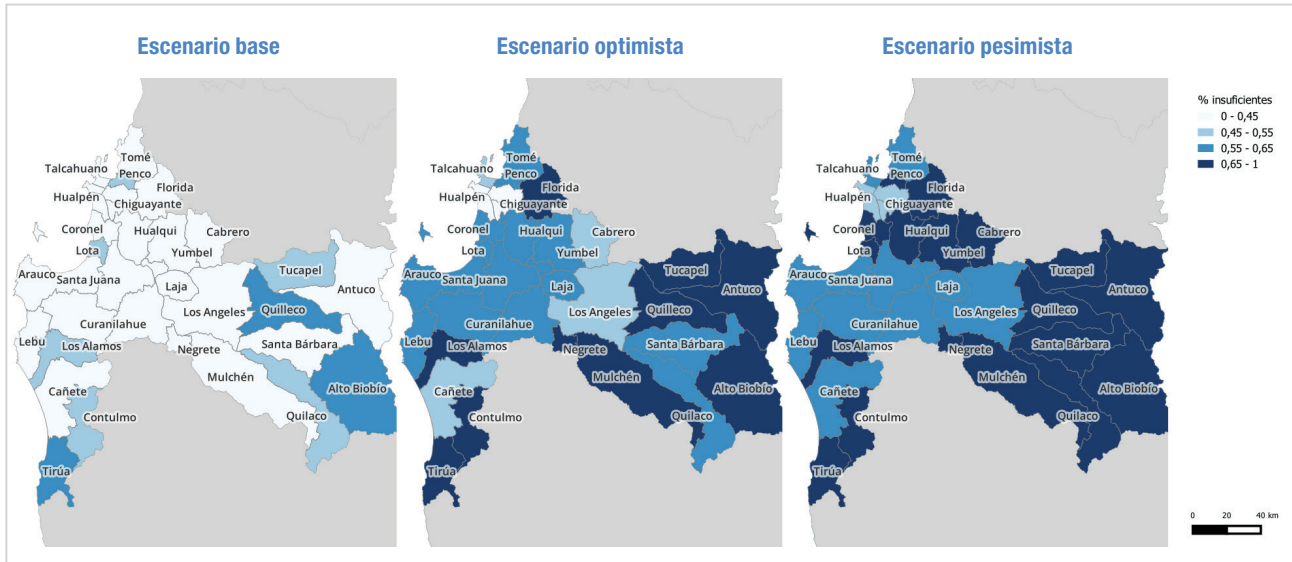 Escenario base
Escenario optimista
Escenario pesimista
Tomé
Talcahuano
Penco
Florida
Hualpén
Chiguayante
Coronel
Hualqui
Cabrero
Lota
Yumbel
Tucapel
Arauco
Santa Juana
Laja
Antuco
Los Angeles
Quilleco
Curanilahue
Lebu
Los Alamos
Negrete
Santa Bárbara
Mulchén
Cañete
Alto Biobío
Contulmo
Quilaco
Tirúa
Tomé
Talcahuano
Penco
Florida
Hualpén
Chiguayante
Coronel
Hualqui
Cabrero
Lota
Yumbel
Tucapel
Arauco
Santa Juana
Laja
Antuco
Los Angeles
Quilleco
Curanilahue
Lebu
Los Alamos
Negrete
Santa Bárbara
Mulchén
Cañete
Alto Biobío
Contulmo
Quilaco
Tirúa
Tomé
Talcahuano
Penco
Florida
Hualpén
Chiguayante
Coronel
Hualqui
Cabrero
Lota
Yumbel
Tucapel
Arauco
Santa Juana
Laja
Antuco
Los Angeles
Quilleco
Curanilahue
Lebu
Los Alamos
Negrete
Santa Bárbara
Mulchén
Cañete
Alto Biobío
Contulmo
Quilaco
Tirúa
% insuficientes
0 - 0,45
0,45 - 0,55
0,55 - 0,65
0,65 - 1
0 20 40 km